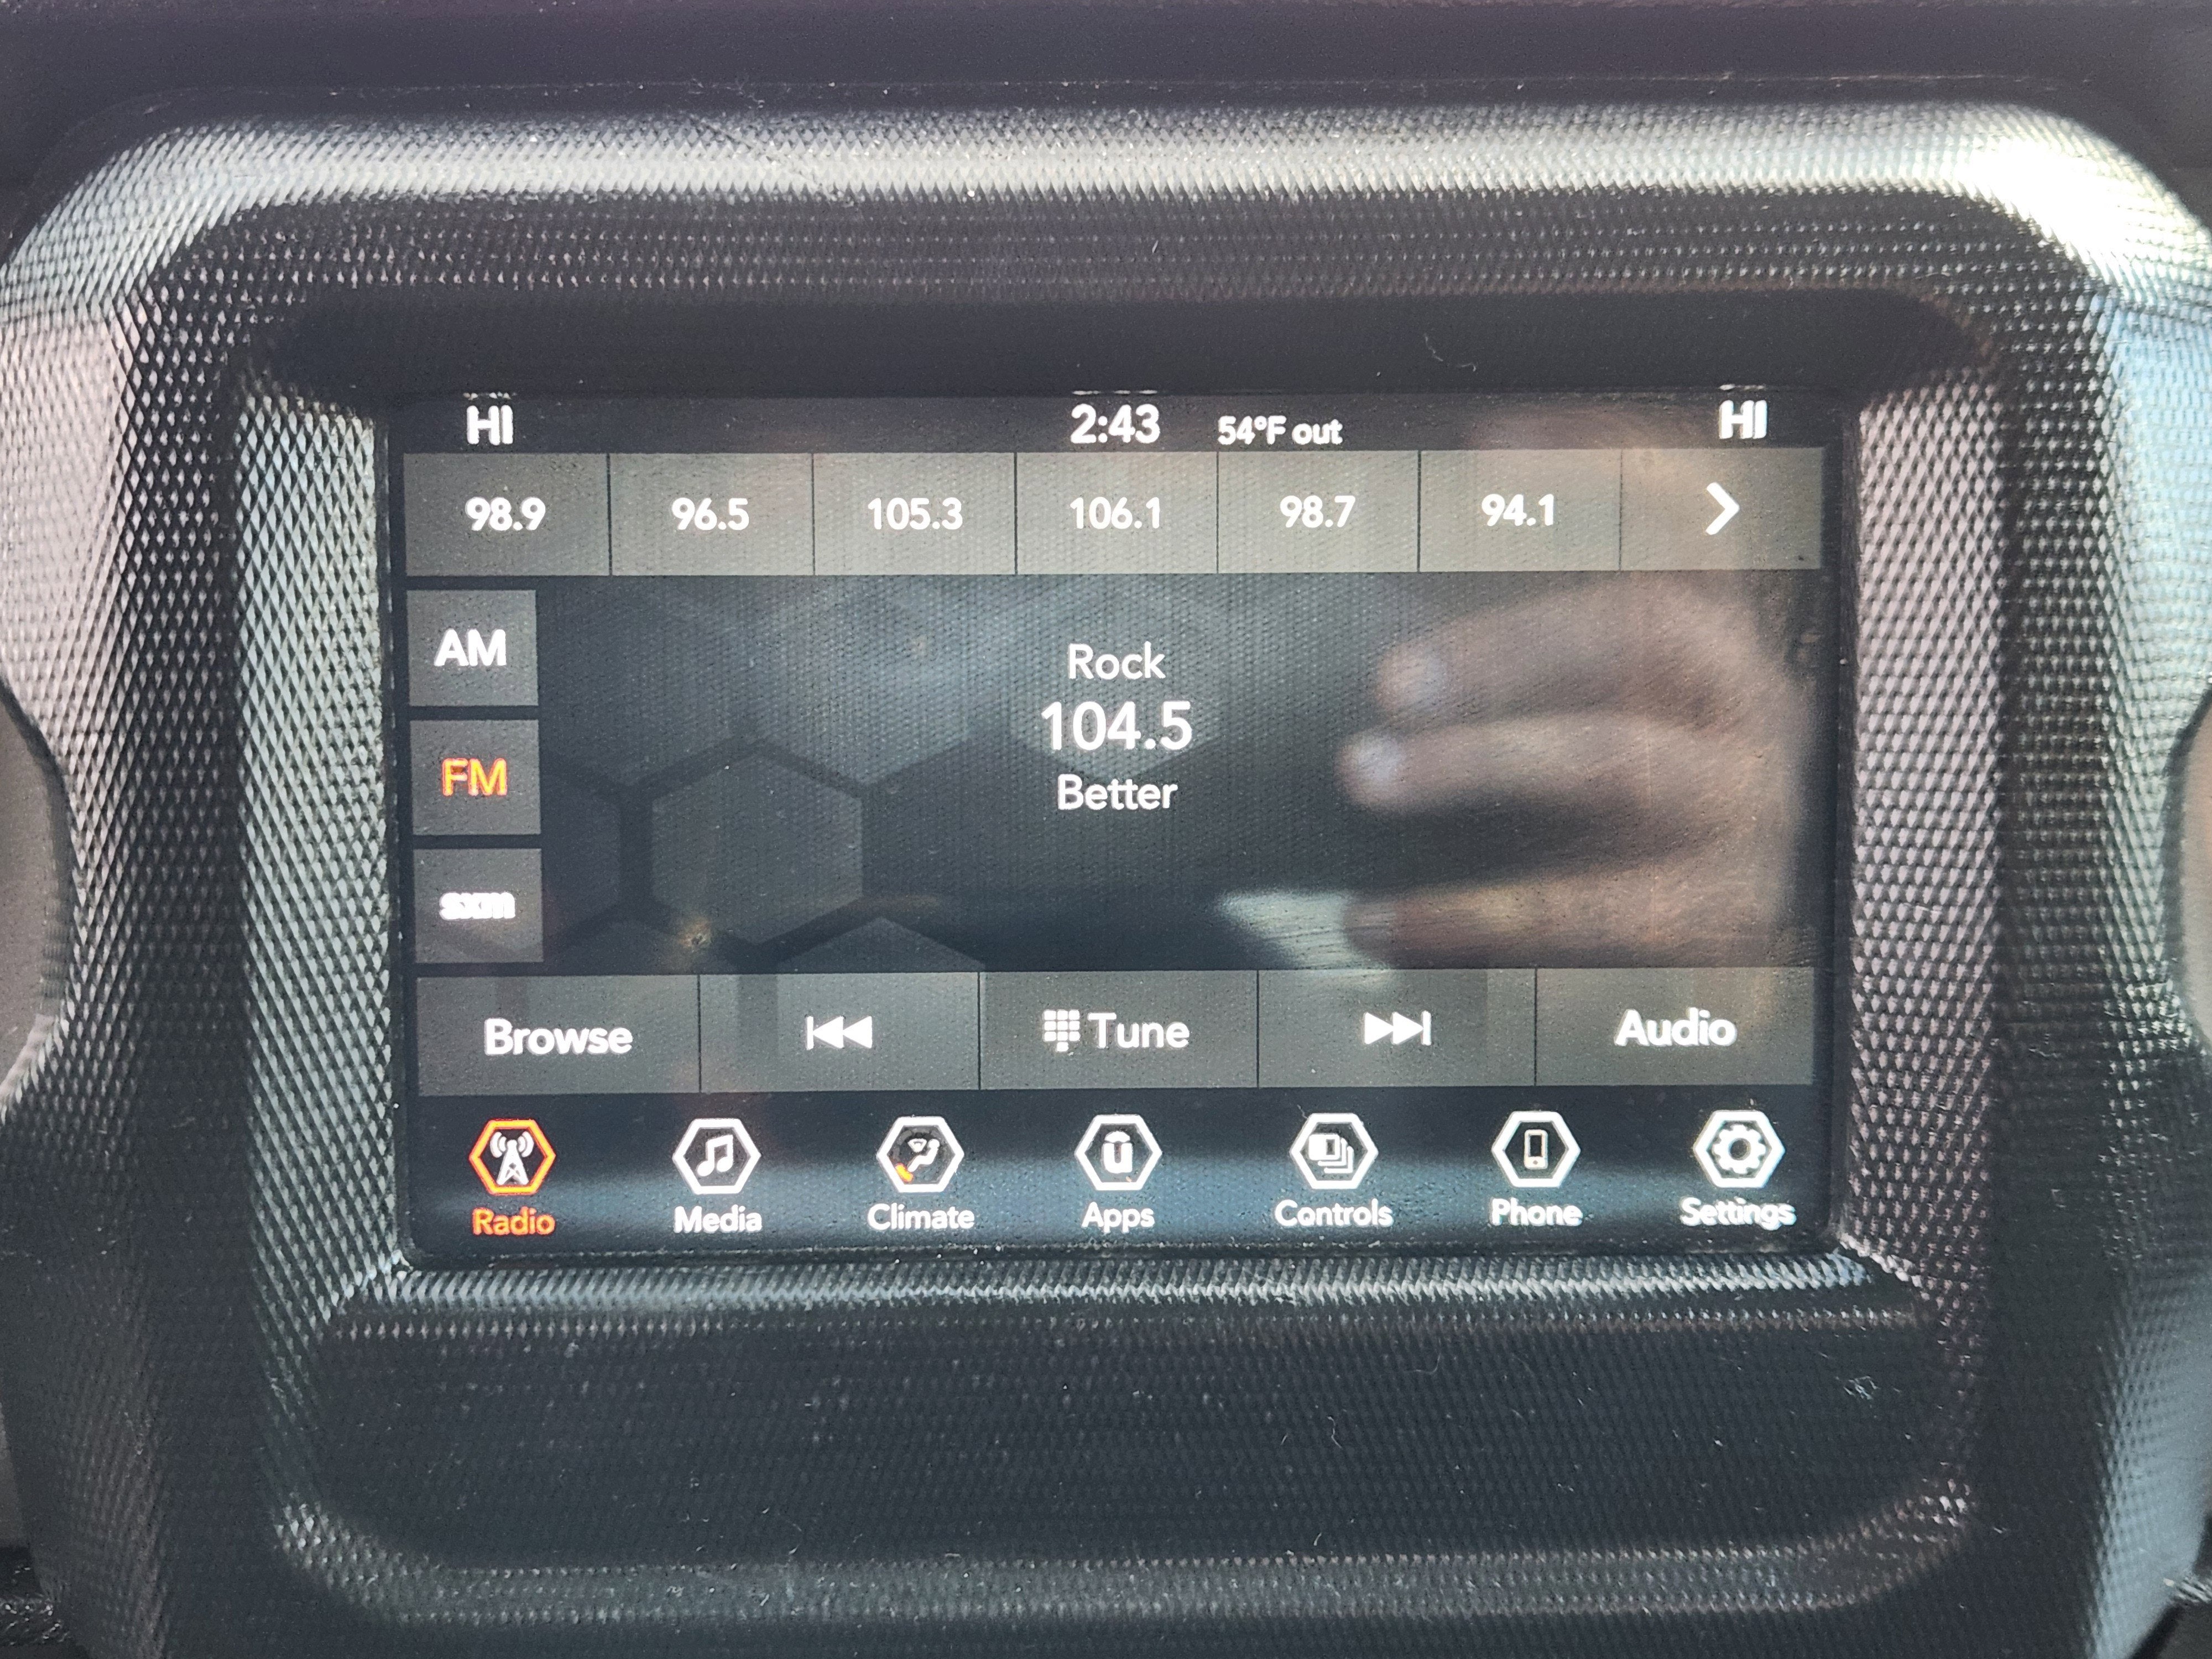 HI 2:43 54°F out HI
98.9 96.5 105.3 106.1 98.7 94.1
AM
FM
sxm
Rock
104.5
Better
Browse Tune Audio
u
Radio Media Climate Apps Controls Phone Settings